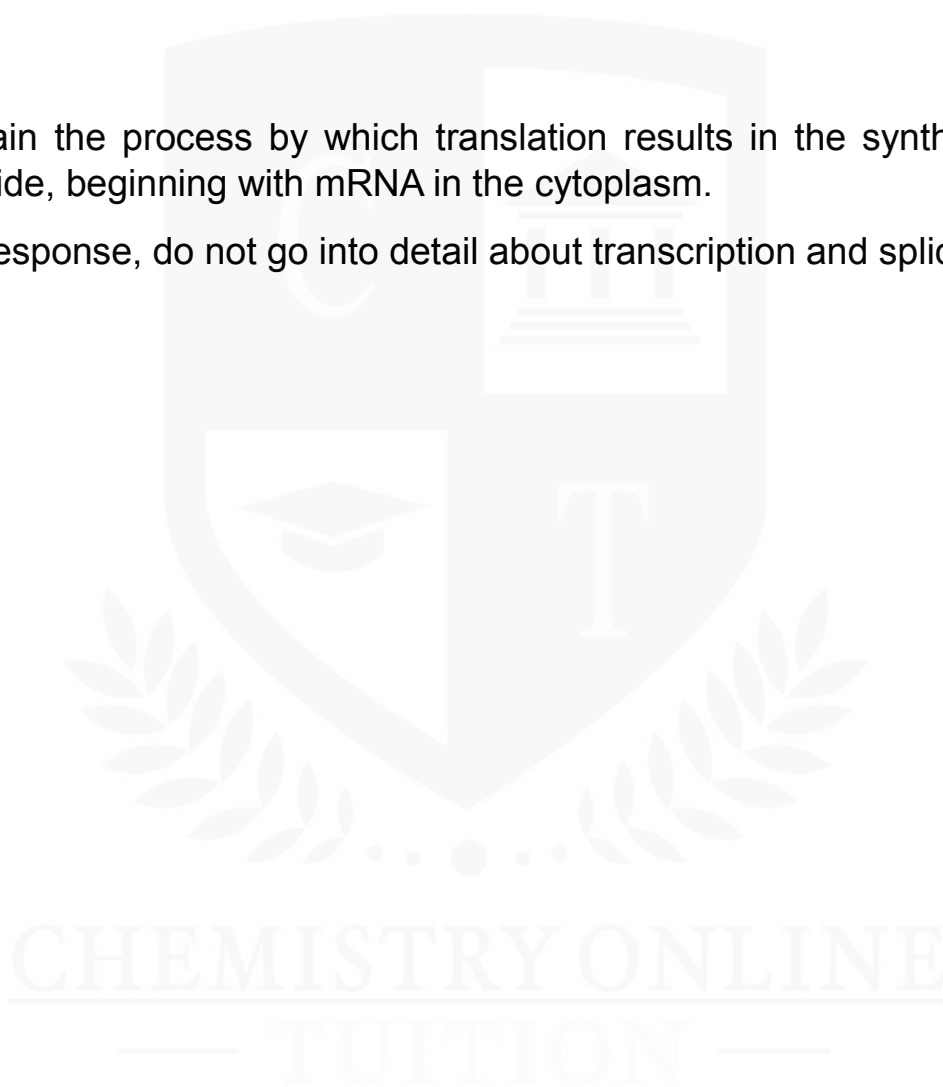 ain the process by which translation results in the synth
ide, beginning with mRNA in the cytoplasm.
esponse, do not go into detail about transcription and splic
C
T
CHEMISTRY ONLINE
TUITION